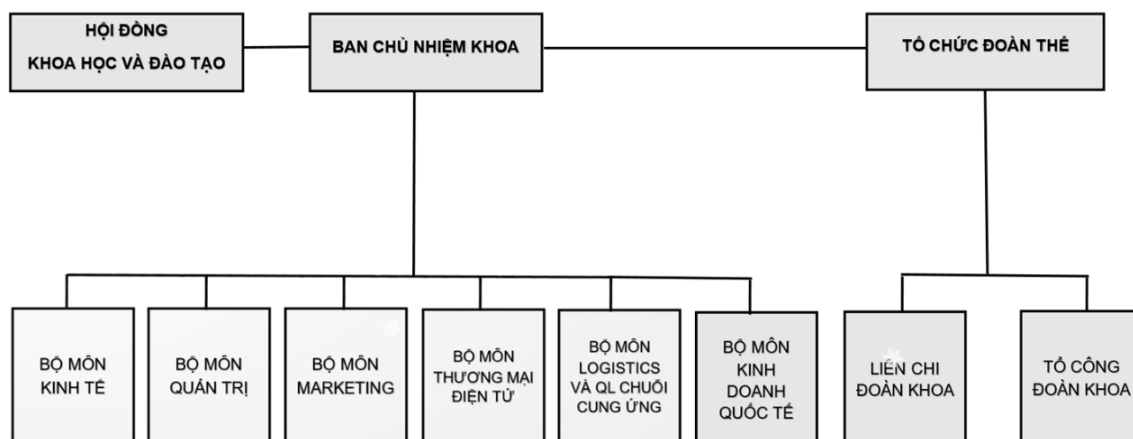 HỘI ĐỒNG
KHOA HỌC VÀ ĐÀO TẠO
BAN CHỦ NHIỆM KHOA
TỔ CHỨC ĐOÀN THỂ
BỘ MÔN
KINH TẾ
BỘ MÔN
QUẢN TRỊ
BỘ MÔN
MARKETING
BỘ MÔN
THƯƠNG MẠI
ĐIỆN TỬ
BỘ MÔN
LOGISTICS
VÀ QL CHUỖI
CUNG ỨNG
BỘ MÔN
KINH
DOANH
QUỐC TẾ
LIÊN CHI
ĐOÀN KHOA
TỔ CÔNG
ĐOÀN KHOA